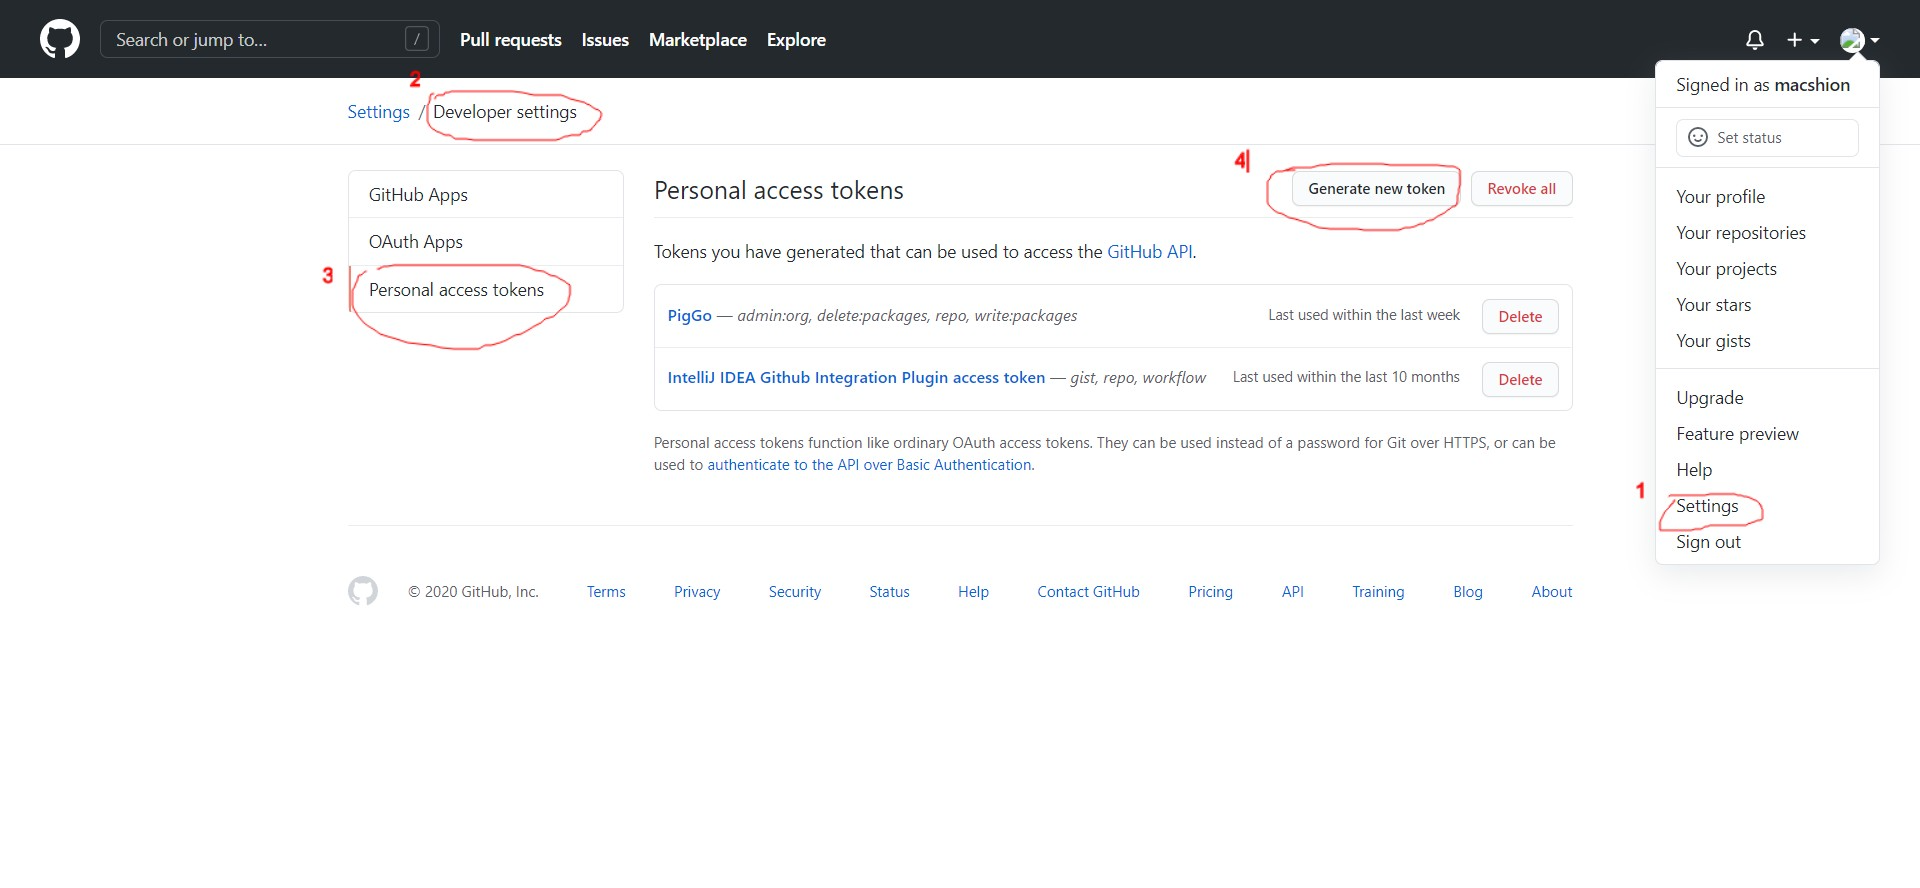 Search or jump to... /
Pull requests Issues Marketplace Explore
2
Settings / Developer settings
Signed in as macshion
Set status
Your profile
Your repositories
Your projects
Your stars
Your gists
Upgrade
Feature preview
Help
1
Settings
Sign out
GitHub Apps
OAuth Apps
3
Personal access tokens
Personal access tokens
4
Generate new token
Revoke all
Tokens you have generated that can be used to access the GitHub API.
PigGo — admin:org, delete:packages, repo, write:packages
Last used within the last week
Delete
IntelliJ IDEA Github Integration Plugin access token — gist, repo, workflow
Last used within the last 10 months
Delete
Personal access tokens function like ordinary OAuth access tokens. They can be used instead of a password for Git over HTTPS, or can be
used to authenticate to the API over Basic Authentication.
© 2020 GitHub, Inc. Terms Privacy Security Status Help Contact GitHub Pricing API Training Blog About